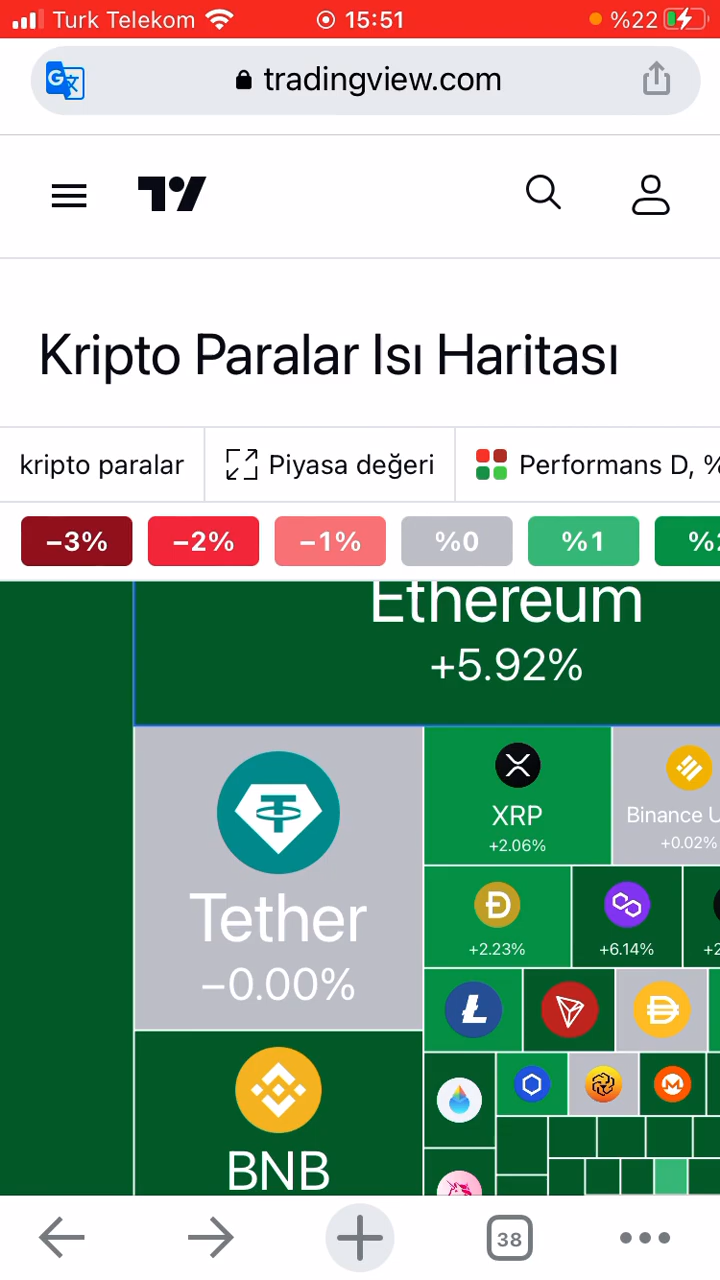 Turk Telekom
15:51
%22
tradingview.com
Kripto Paralar Isı Haritası
kripto paralar
Piyasa değeri
Performans D, %
−3%
−2%
−1%
%0
%1
Ethereum
+5.92%
Tether
−0.00%
XRP
+2.06%
Binance U
+0.02%
+2.23%
+6.14%
+2
BNB
38